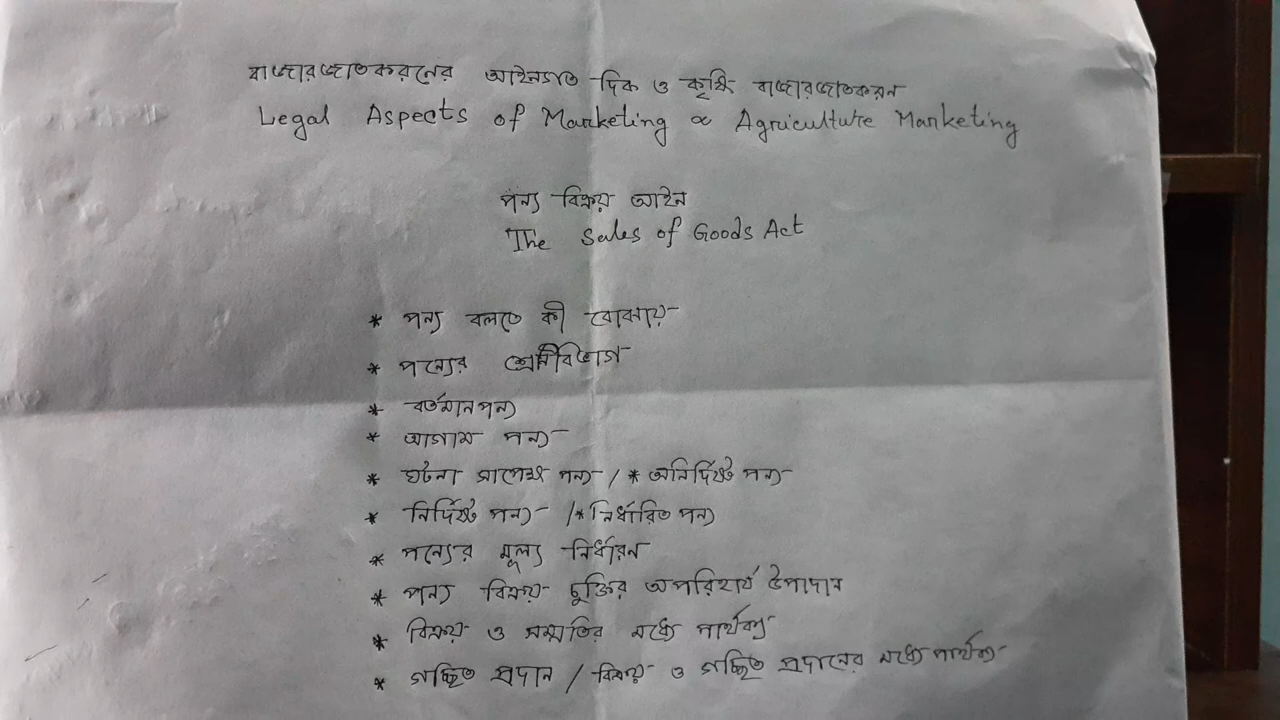 বাজারজাতকরনের আইনগত দিক ও কৃষি বাজারজাতকরন
Legal Aspects of Marketing & Agriculture Marketing
পন্য বিক্রয় আইন
The Sales of Goods Act
* পন্য বলতে কী বোঝায়
* পন্যের শ্রেনীবিভাগ
* বর্তমান পন্য
* আগাম পন্য
* ঘটনা সাপেক্ষ পন্য / * অনির্দিষ্ট পন্য
* নির্দিষ্ট পন্য / * নির্ধারিত পন্য
* পন্যের মূল্য নির্ধারন
* পন্য বিক্রয় চুক্তির অপরিহার্য উপাদান
* বিক্রয় ও সম্মতির মধ্যে পার্থক্য
* গচ্ছিত প্রদান / বিক্রয় ও গচ্ছিত প্রদানের মধ্যে পার্থক্য